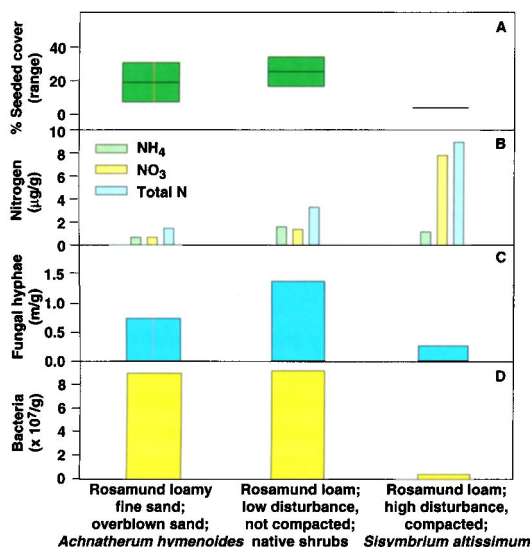 A
% Seeded cover
(range)
40
20
0
B
Nitrogen
(µg/g)
10
8
6
4
2
0
NH4
NO3
Total N
C
Fungal hyphae
(m/g)
1.5
1.0
0.5
0.0
D
Bacteria
(x 10⁷/g)
8
6
4
2
0
Rosamund loamy
fine sand;
overblown sand;
Achnatherum hymenoides
Rosamund loam;
low disturbance,
not compacted;
native shrubs
Rosamund loam;
high disturbance,
compacted;
Sisymbrium altissimum